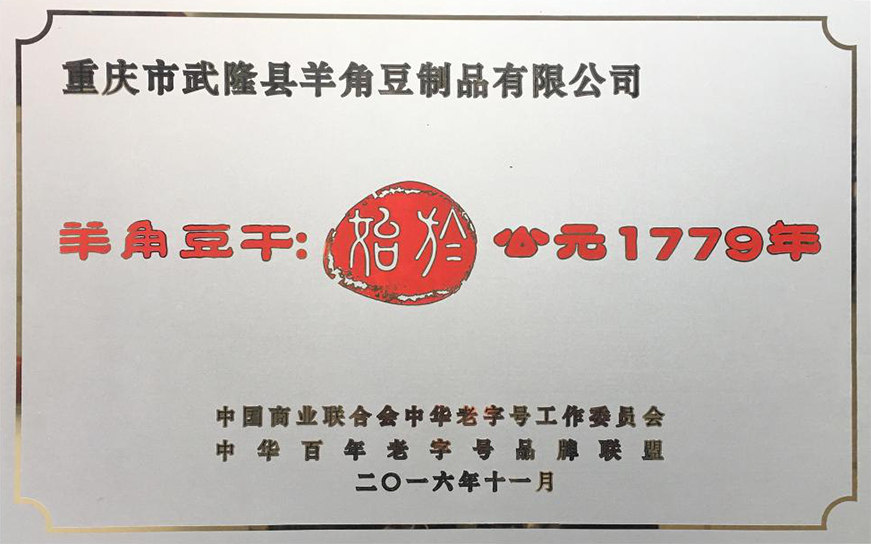 重庆市武隆县羊角豆制品有限公司
羊角豆干:始於公元1779年
中国商业联合会中华老字号工作委员会
中华百年老字号品牌联盟
二〇一六年十一月